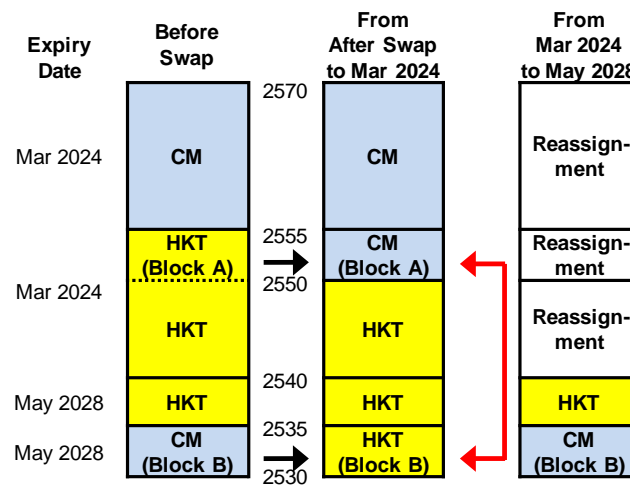 Expiry
Date
Before
Swap
From
After Swap
to Mar 2024
From
Mar 2024
to May 2028
2570
Mar 2024
CM
CM
Reassign-
ment
2555
HKT
(Block A)
CM
(Block A)
Reassign-
ment
2550
Mar 2024
HKT
HKT
Reassign-
ment
2540
May 2028
HKT
HKT
HKT
2535
May 2028
CM
(Block B)
HKT
(Block B)
CM
(Block B)
2530